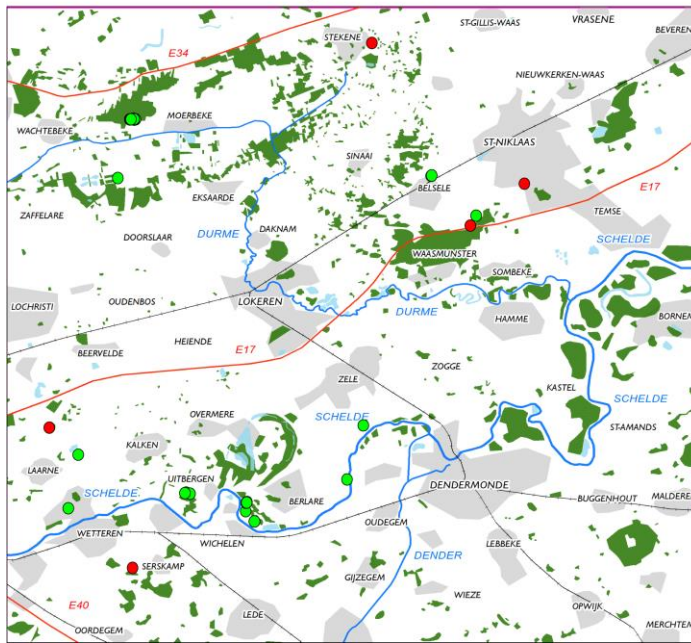 ST-GILLIS-WAAS
VRASENE
STEKENE
BEVEREN
E34
NIEUWKERKEN-WAAS
MOERBEKE
WACHTEBEKE
ST-NIKLAAS
SINAAI
BELSELE
E17
EKSAARDE
ZAFFELARE
TEMSE
DURME
DAKNAM
DOORSLAAR
SCHELDE
WAASMUNSTER
SOMBEKE
LOKEREN
OUDENBOS
LOCHRISTI
DURME
HAMME
BORNEM
HEIENDE
BEERVELDE
E17
ZOGGE
ZELE
KASTEL
SCHELDE
OVERMERE
SCHELDE
ST-AMANDS
KALKEN
LAARNE
UITBERGEN
DENDERMONDE
SCHELDE
BERLARE
BUGGENHOUT
MALDERE
OUDEGEM
WETTEREN
WICHELEN
LEBBEKE
DENDER
SERSKAMP
GIJZEGEM
WIEZE
E40
OPWIJK
LEDE
MERCHTEN
OORDEGEM